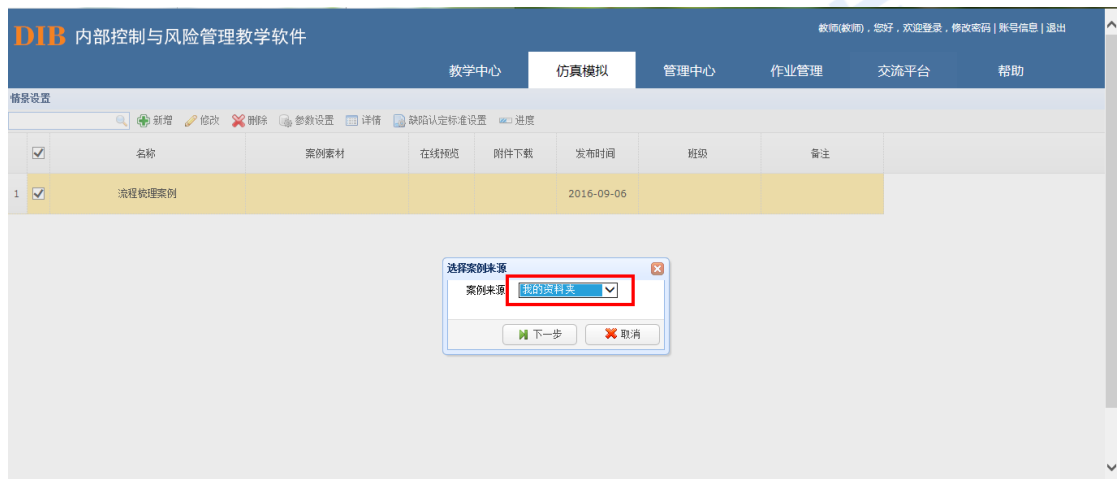 DIB 内部控制与风险管理教学软件
教师(教师)，您好，欢迎登录，修改密码 | 账号信息 | 退出
教学中心 仿真模拟 管理中心 作业管理 交流平台 帮助
情景设置
新增 修改 删除 参数设置 详情 缺陷认定标准设置 进度
名称 案例素材 在线预览 附件下载 发布时间 班级 备注
1 流程梳理案例 2016-09-06
选择案例来源
案例来源 我的资料夹
下一步 取消